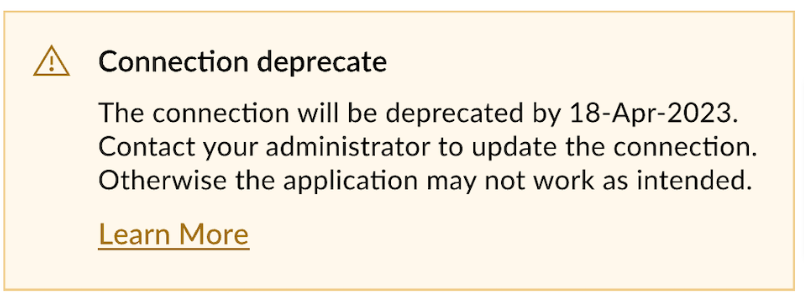 Connection deprecate
The connection will be deprecated by 18-Apr-2023.
Contact your administrator to update the connection.
Otherwise the application may not work as intended.
Learn More